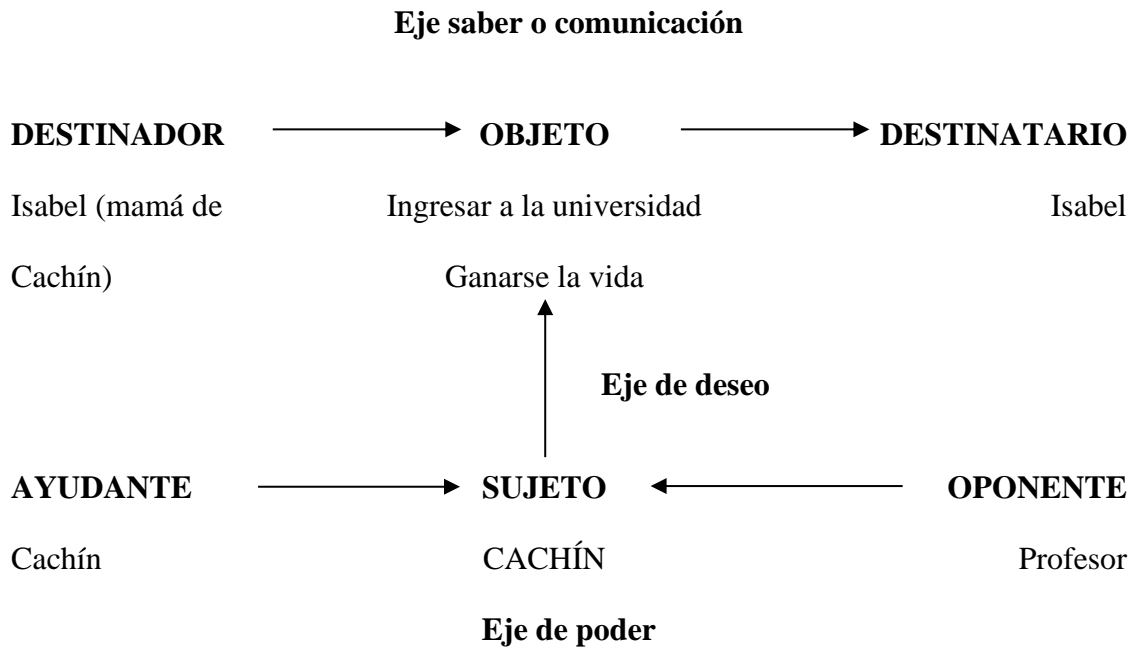 Eje saber o comunicación
DESTINADOR OBJETO DESTINATARIO
Isabel (mamá de Ingresar a la universidad Isabel
Cachín) Ganarse la vida
Eje de deseo
AYUDANTE SUJETO OPONENTE
Cachín CACHÍN Profesor
Eje de poder